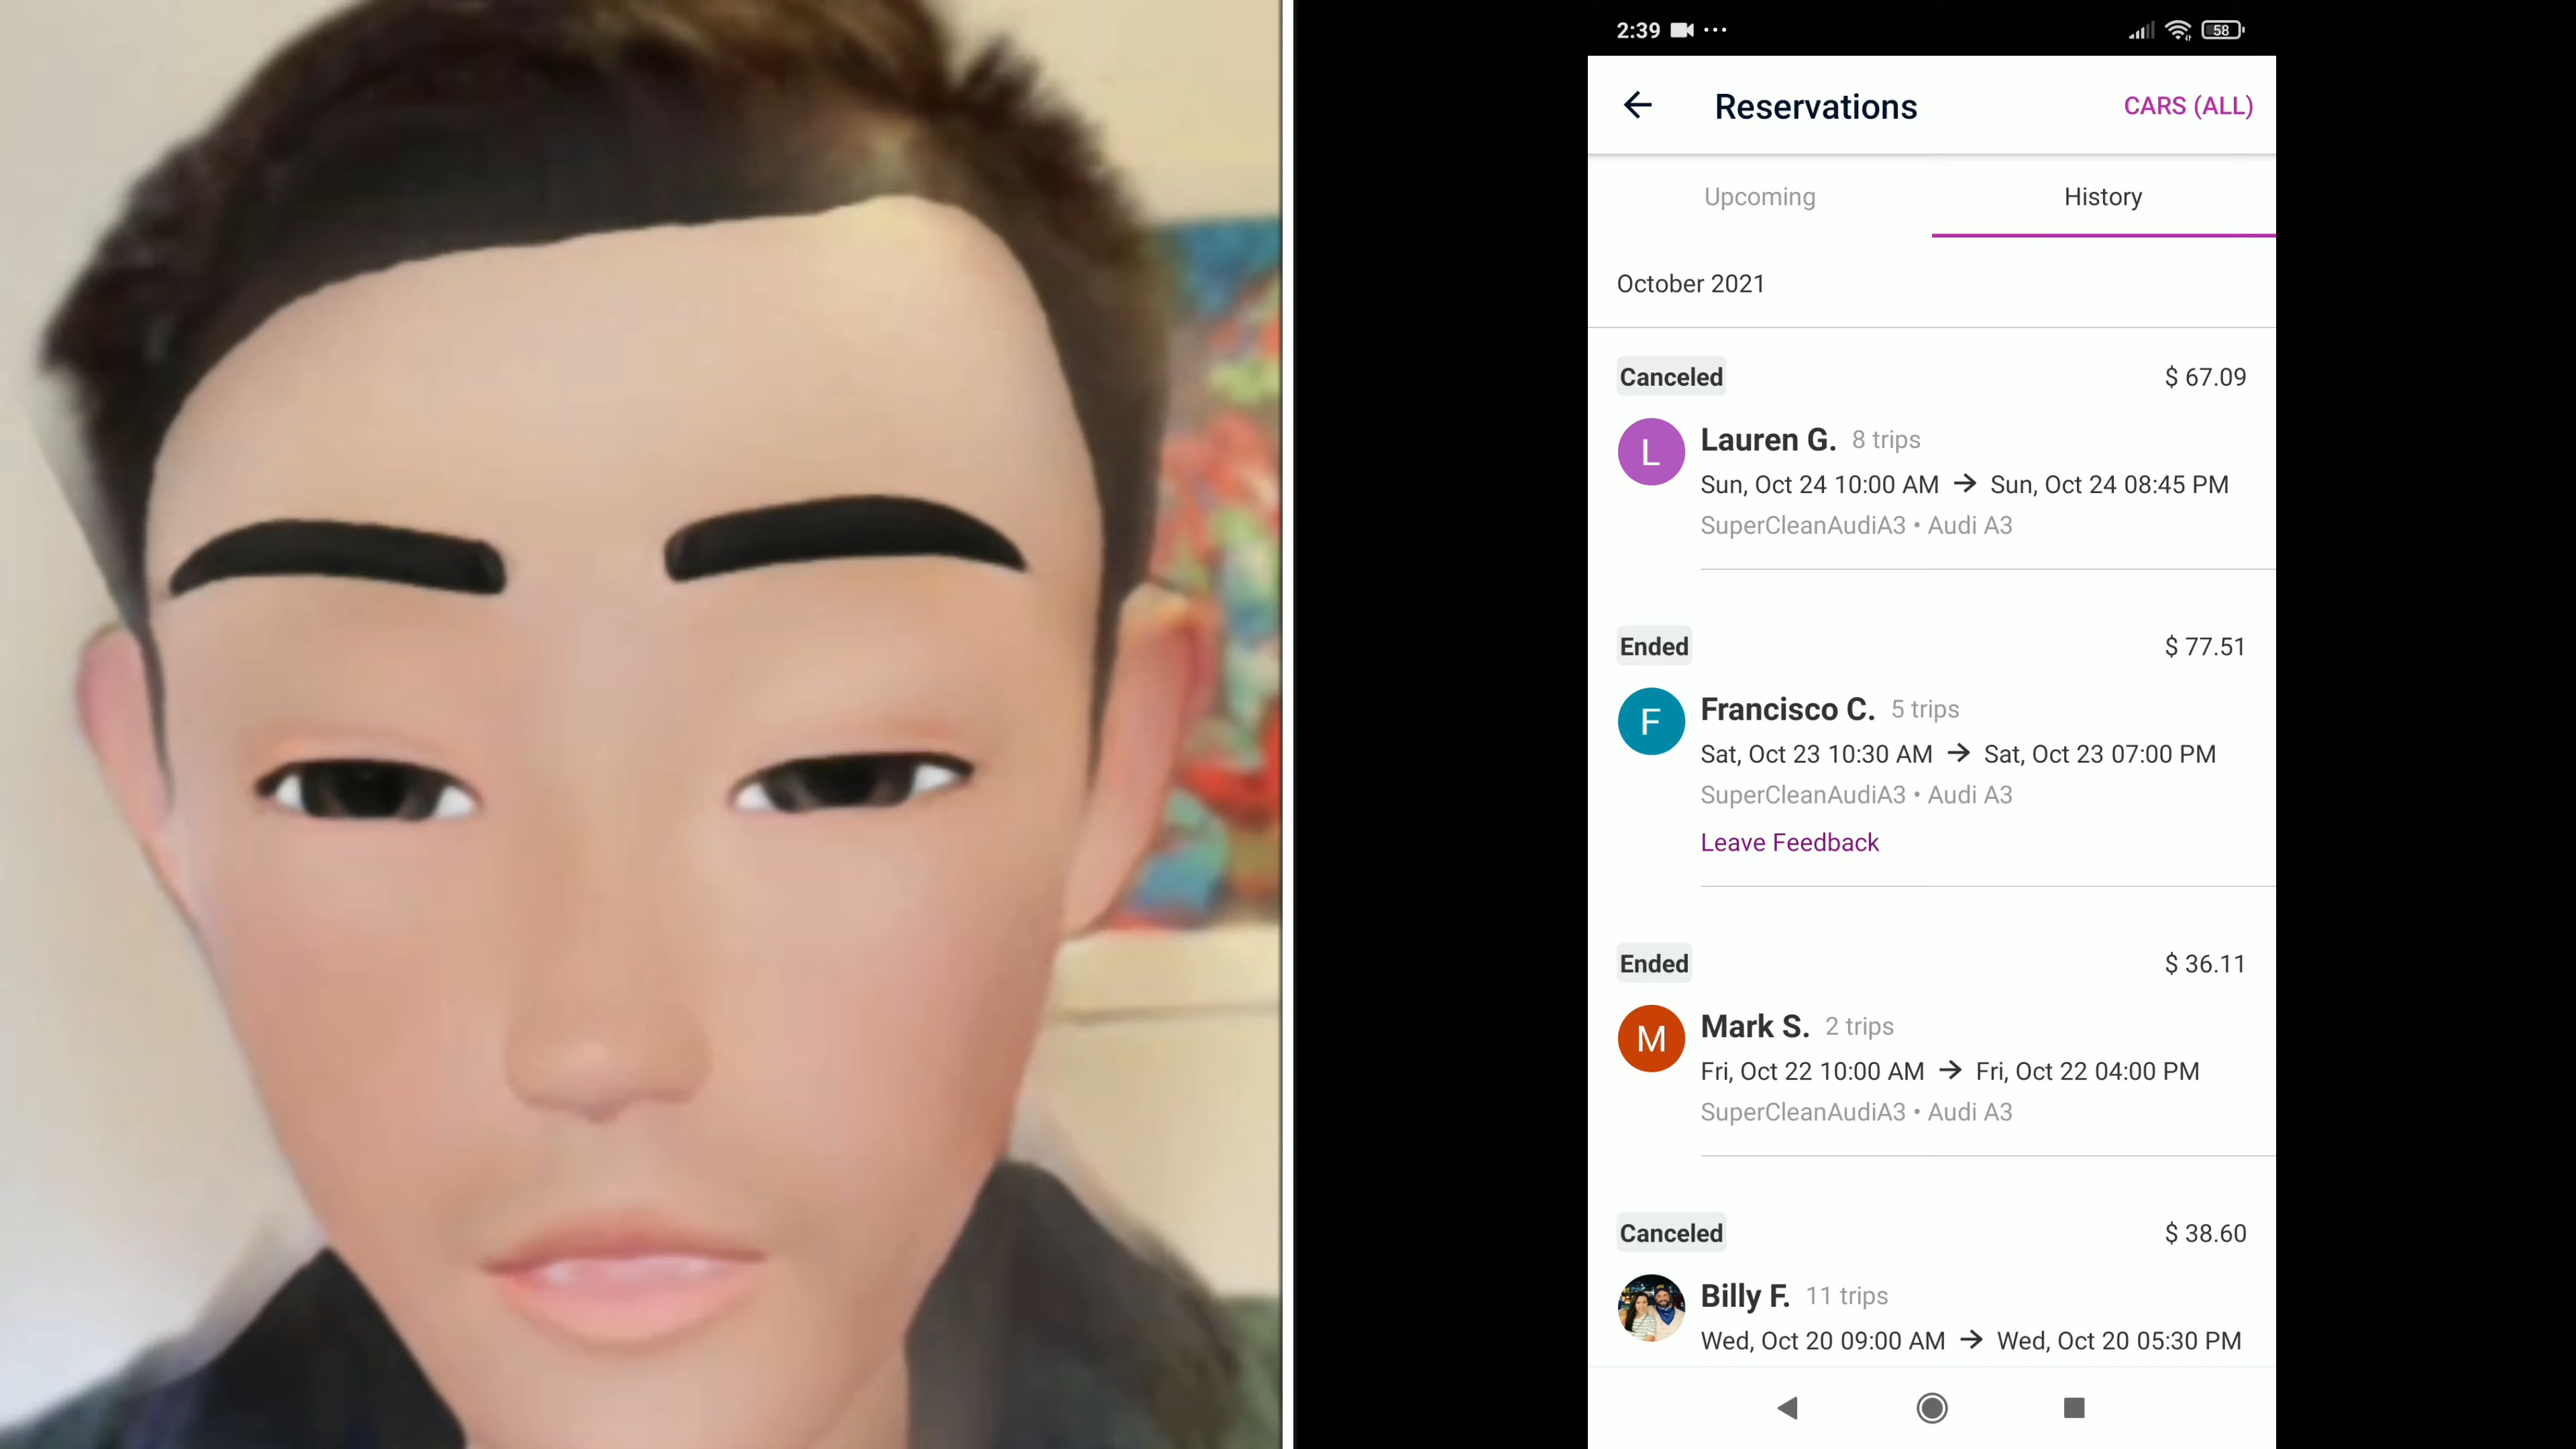 2:39 58
Reservations CARS (ALL)
Upcoming History
October 2021
Canceled $ 67.09
L Lauren G. 8 trips
Sun, Oct 24 10:00 AM → Sun, Oct 24 08:45 PM
SuperCleanAudiA3 • Audi A3
Ended $ 77.51
F Francisco C. 5 trips
Sat, Oct 23 10:30 AM → Sat, Oct 23 07:00 PM
SuperCleanAudiA3 • Audi A3
Leave Feedback
Ended $ 36.11
M Mark S. 2 trips
Fri, Oct 22 10:00 AM → Fri, Oct 22 04:00 PM
SuperCleanAudiA3 • Audi A3
Canceled $ 38.60
Billy F. 11 trips
Wed, Oct 20 09:00 AM → Wed, Oct 20 05:30 PM